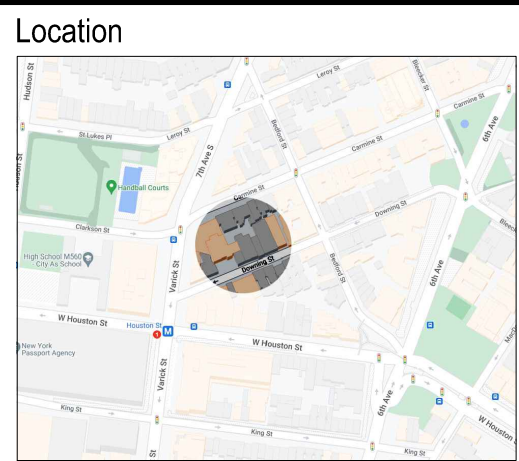 Location
Hudson St
Leroy St
Bleecker St
Carmine St
6th Ave
Bedford St
St Lukes Pl
Leroy St
7th Ave S
Carmine St
Handball Courts
Carmine St
Downing St
Clarkson St
High School M560
City As School
Varick St
Downing St
Bedford St
6th Ave
W Houston St
Houston St
1
M
W Houston St
New York
Passport Agency
Varick St
6th Ave
King St
King St
W Houston
St